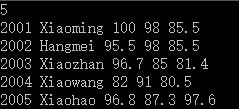 5
2001 Xiaoming 100 98 85.5
2002 Hangmei 95.5 98 85.5
2003 Xiaozhan 96.7 85 81.4
2004 Xiaowang 82 91 80.5
2005 Xiaohao 96.8 87.3 97.6